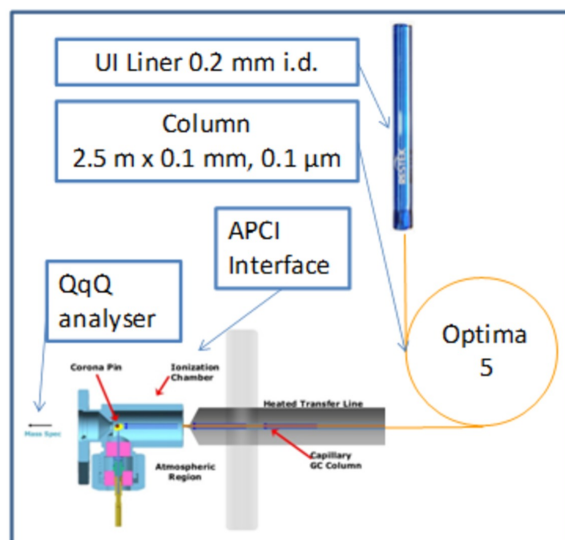 UI Liner 0.2 mm i.d.
Column
2.5 m x 0.1 mm, 0.1 µm
RESTEK
APCI
Interface
QqQ
analyser
Optima
5
Corona Pin
Ionization
Chamber
Heated Transfer Line
Mass Spec
Capillary
GC Column
Atmospheric
Region